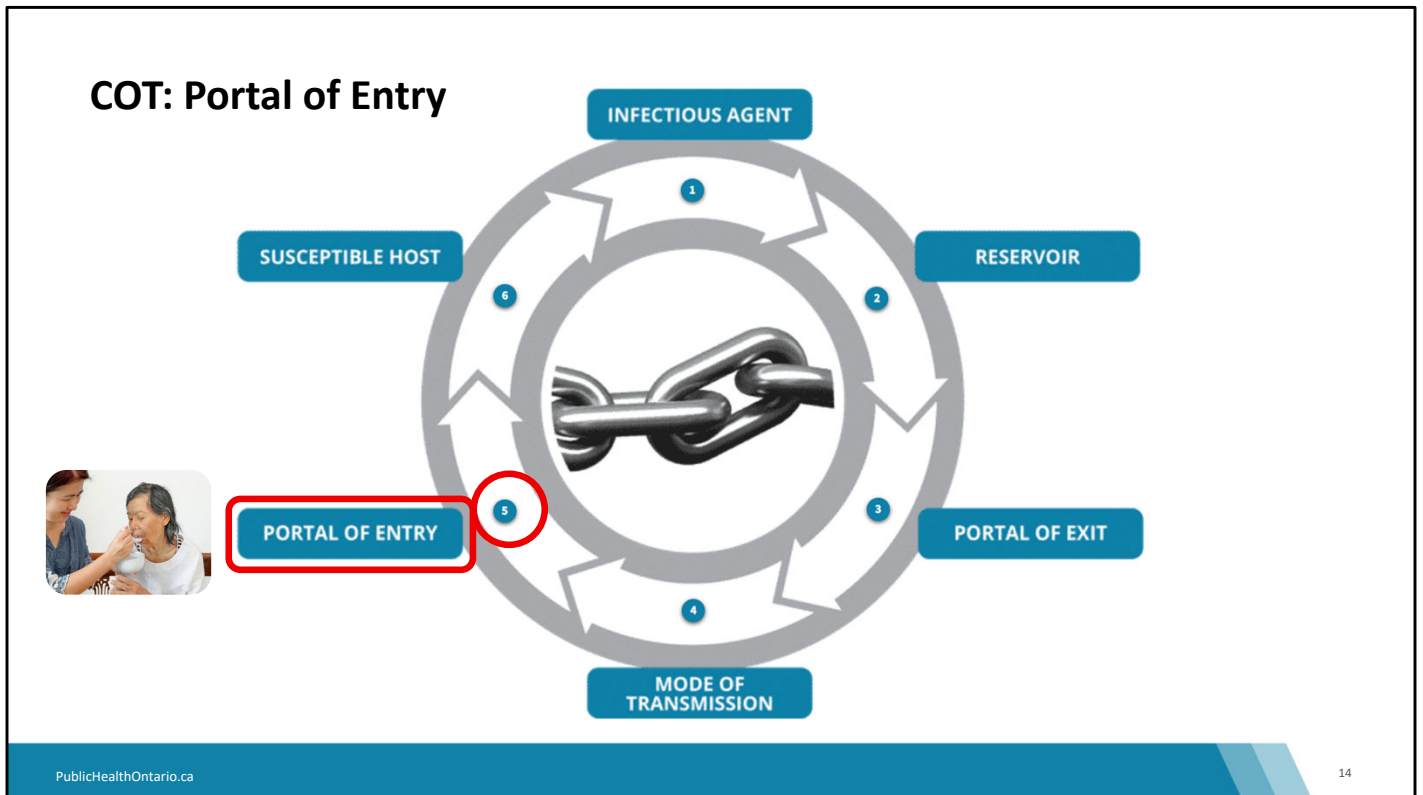 COT: Portal of Entry
INFECTIOUS AGENT
1
SUSCEPTIBLE HOST
RESERVOIR
6
2
PORTAL OF ENTRY
5
3
PORTAL OF EXIT
4
MODE OF
TRANSMISSION
PublicHealthOntario.ca
14